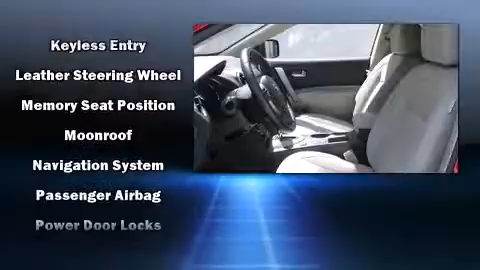 Keyless Entry
Leather Steering Wheel
Memory Seat Position
Moonroof
Navigation System
Passenger Airbag
Power Door Locks